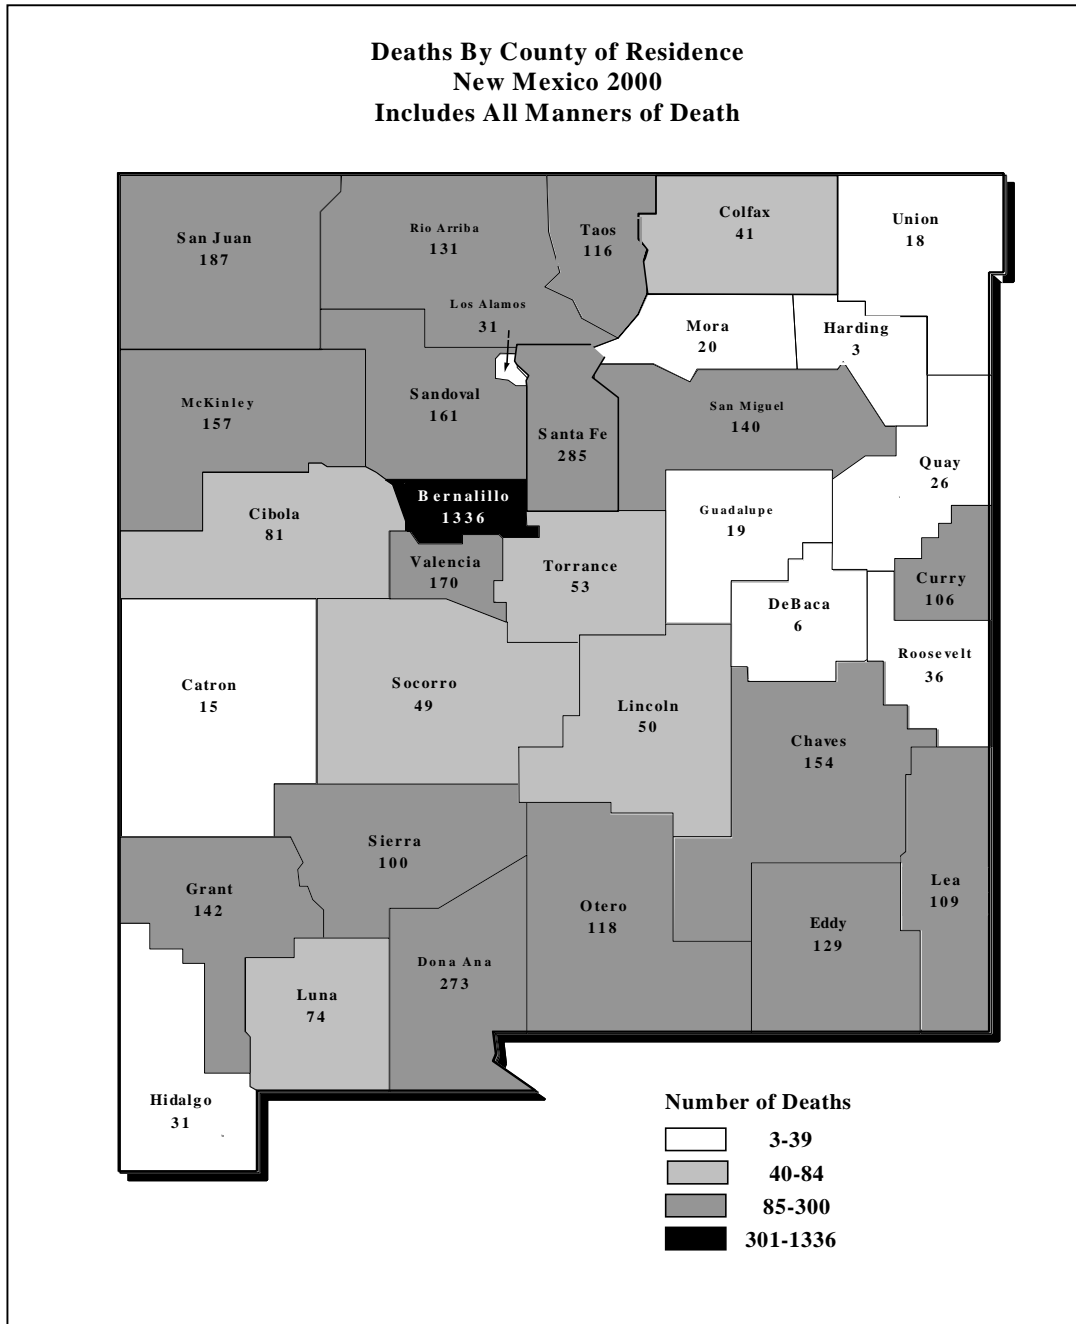 Deaths By County of Residence
New Mexico 2000
Includes All Manners of Death
San Juan
187
Rio Arriba
131
Taos
116
Colfax
41
Union
18
Los Alamos
31
Mora
20
Harding
3
McKinley
157
Sandoval
161
Santa Fe
285
San Miguel
140
Quay
26
Cibola
81
Bernalillo
1336
Guadalupe
19
Valencia
170
Torrance
53
Curry
106
DeBaca
6
Roosevelt
36
Catron
15
Socorro
49
Lincoln
50
Chaves
154
Sierra
100
Grant
142
Otero
118
Eddy
129
Lea
109
Luna
74
Dona Ana
273
Hidalgo
31
Number of Deaths
3-39
40-84
85-300
301-1336